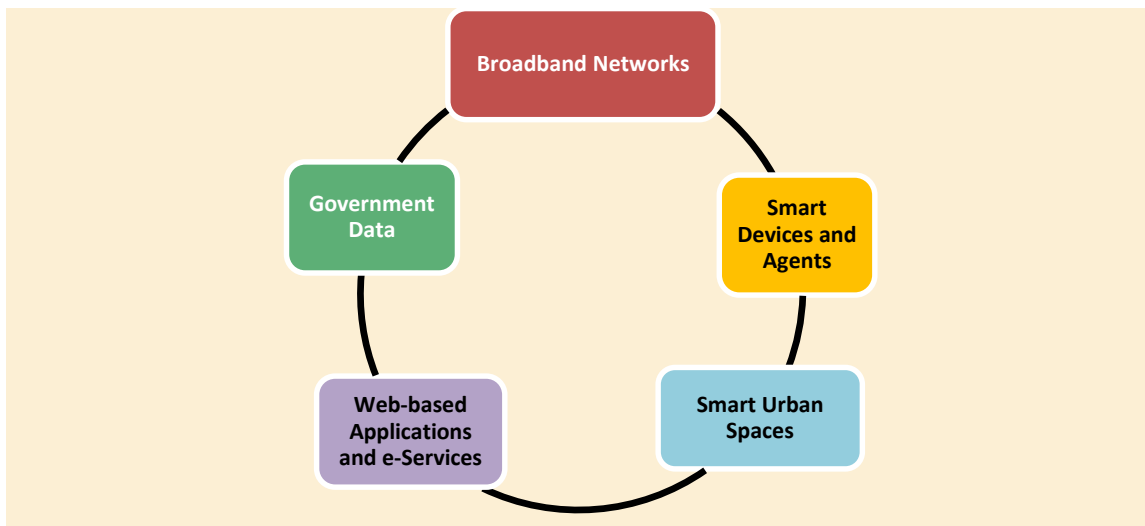 Broadband Networks
Government
Data
Smart
Devices and
Agents
Web-based
Applications
and e-Services
Smart Urban
Spaces